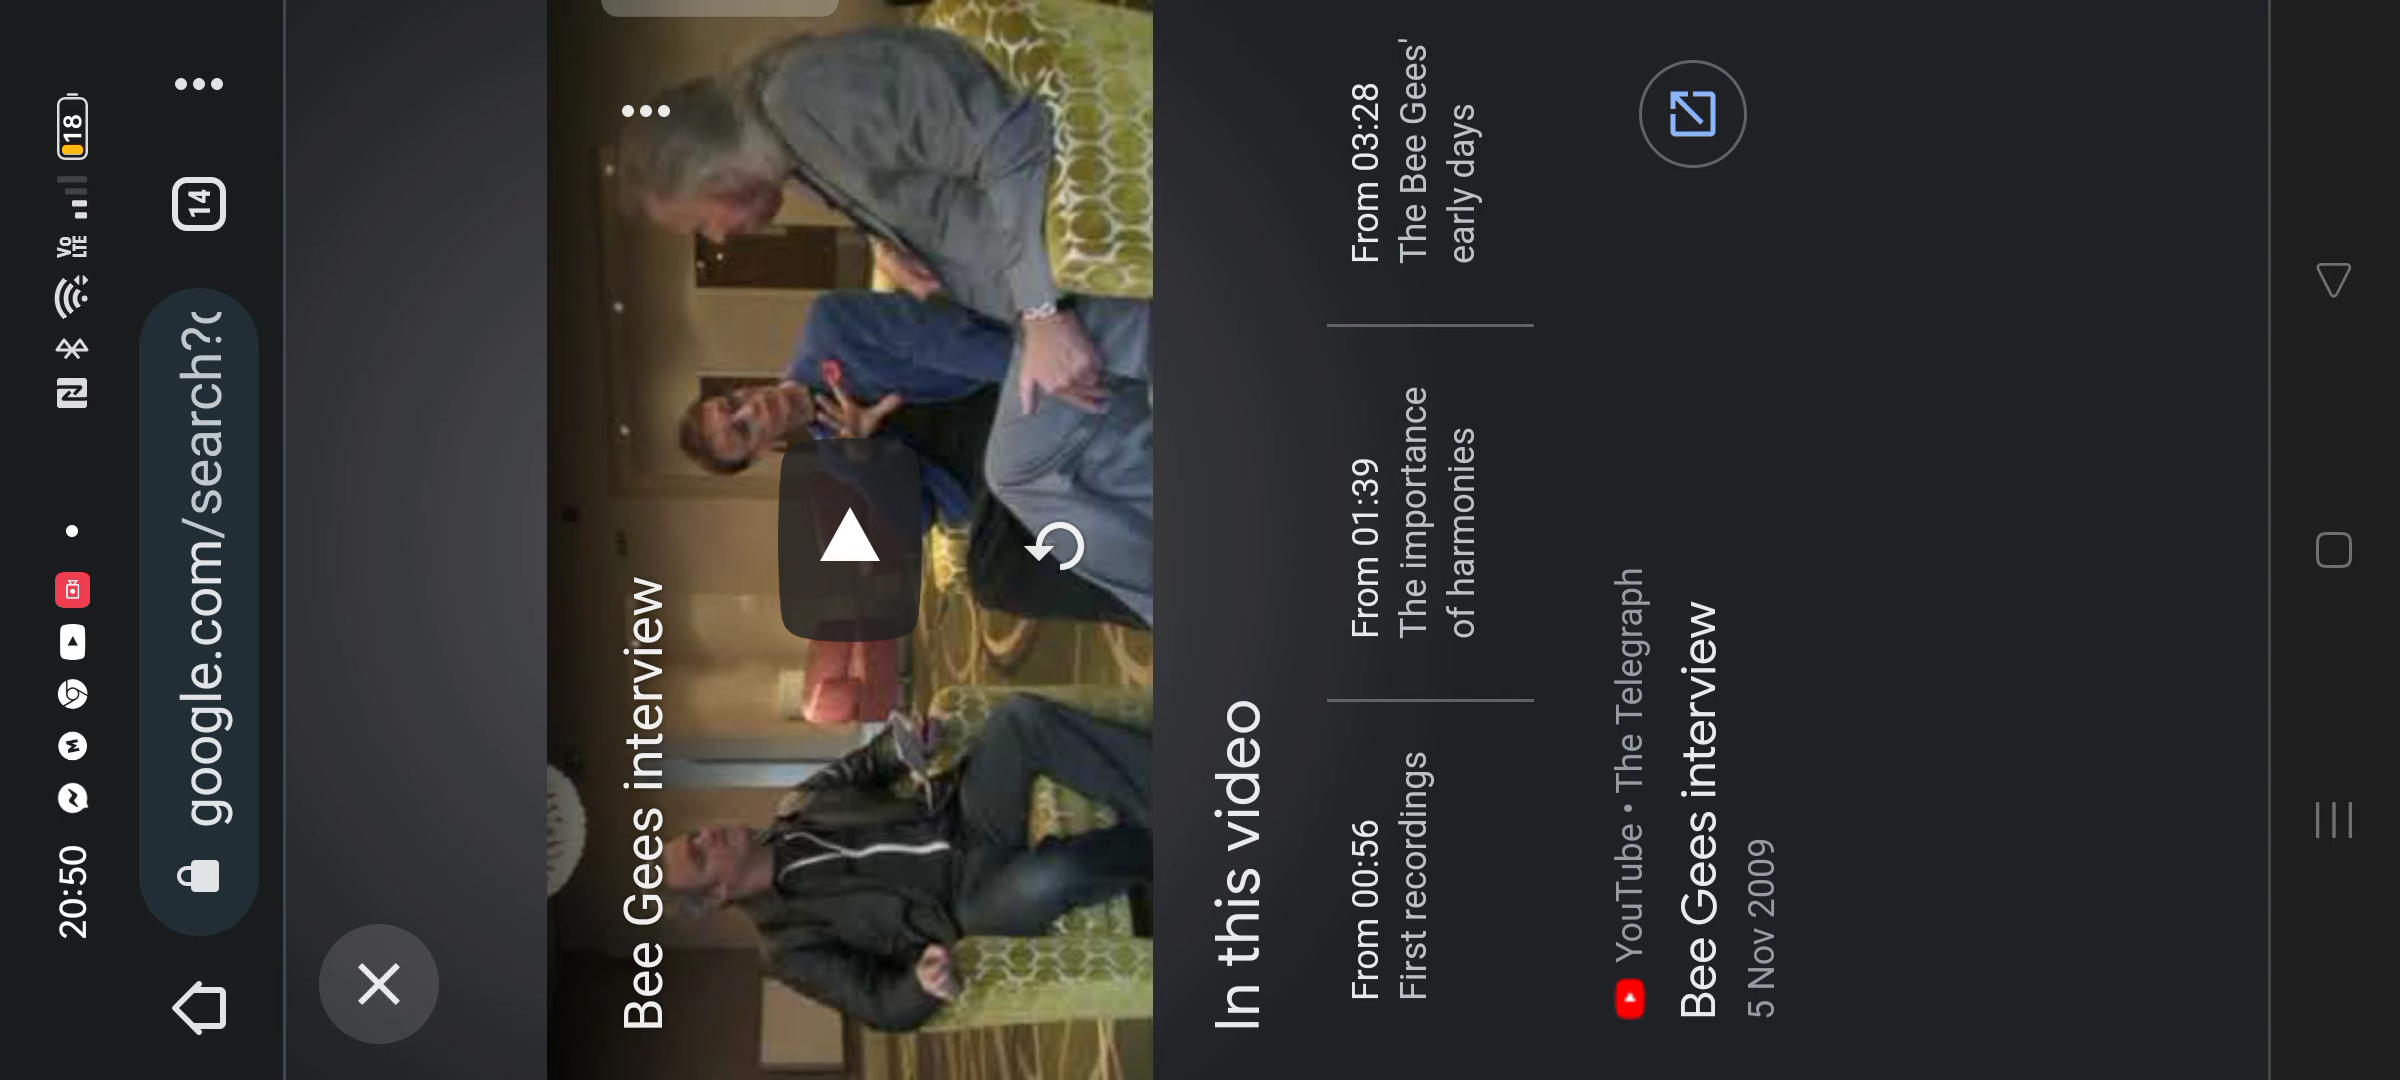 20:50
VO
LTE
18
google.com/search?
14
Bee Gees interview
In this video
From 00:56
First recordings
From 01:39
The importance
of harmonies
From 03:28
The Bee Gees'
early days
YouTube • The Telegraph
Bee Gees interview
5 Nov 2009